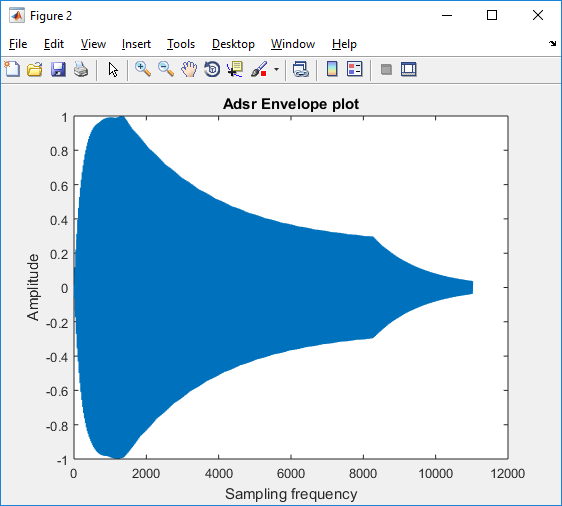 Figure 2
File Edit View Insert Tools Desktop Window Help
Adsr Envelope plot
1
0.8
0.6
0.4
0.2
0
-0.2
-0.4
-0.6
-0.8
-1
Amplitude
0 2000 4000 6000 8000 10000 12000
Sampling frequency